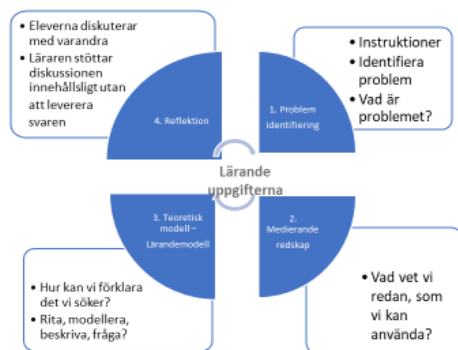 • Eleverna diskuterar
med varandra
• Läraren stöttar
diskussionen
innehållsligt utan
att leverera
svaren
• Instruktioner
• Identifiera
problem
• Vad är
problemet?
4. Reflektion
1. Problem
identifiering
Lärande
uppgifterna
3. Teoretisk
modell –
Lärandemodell
2.
Medierande
redskap
• Hur kan vi förklara
det vi söker?
• Rita, modellera,
beskriva, fråga?
• Vad vet vi
redan, som
vi kan
använda?